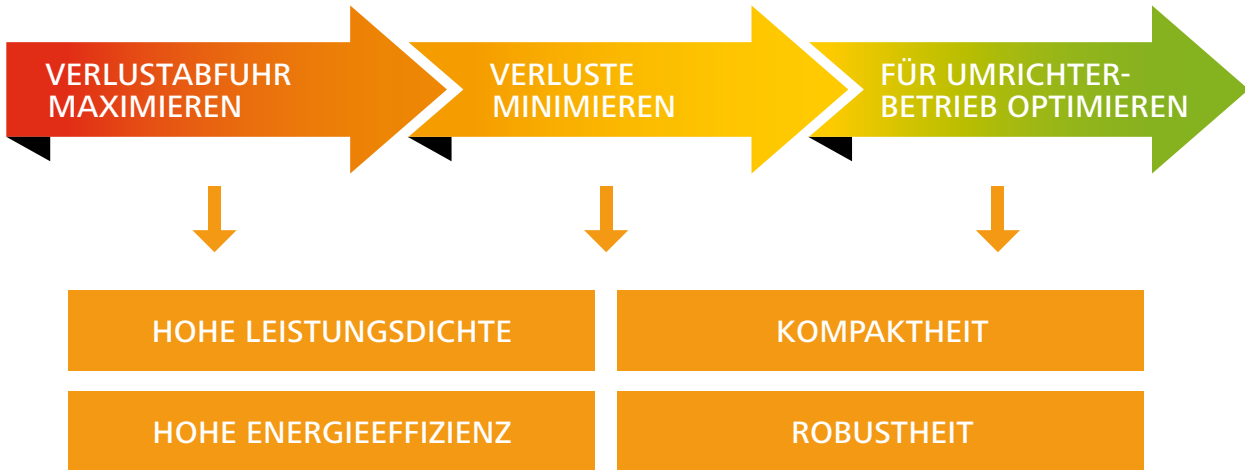 VERLUSTABFUHR
MAXIMIEREN
VERLUSTE
MINIMIEREN
FÜR UMRICHTER-
BETRIEB OPTIMIEREN
HOHE LEISTUNGSDICHTE
KOMPAKTHEIT
HOHE ENERGIEEFFIZIENZ
ROBUSTHEIT